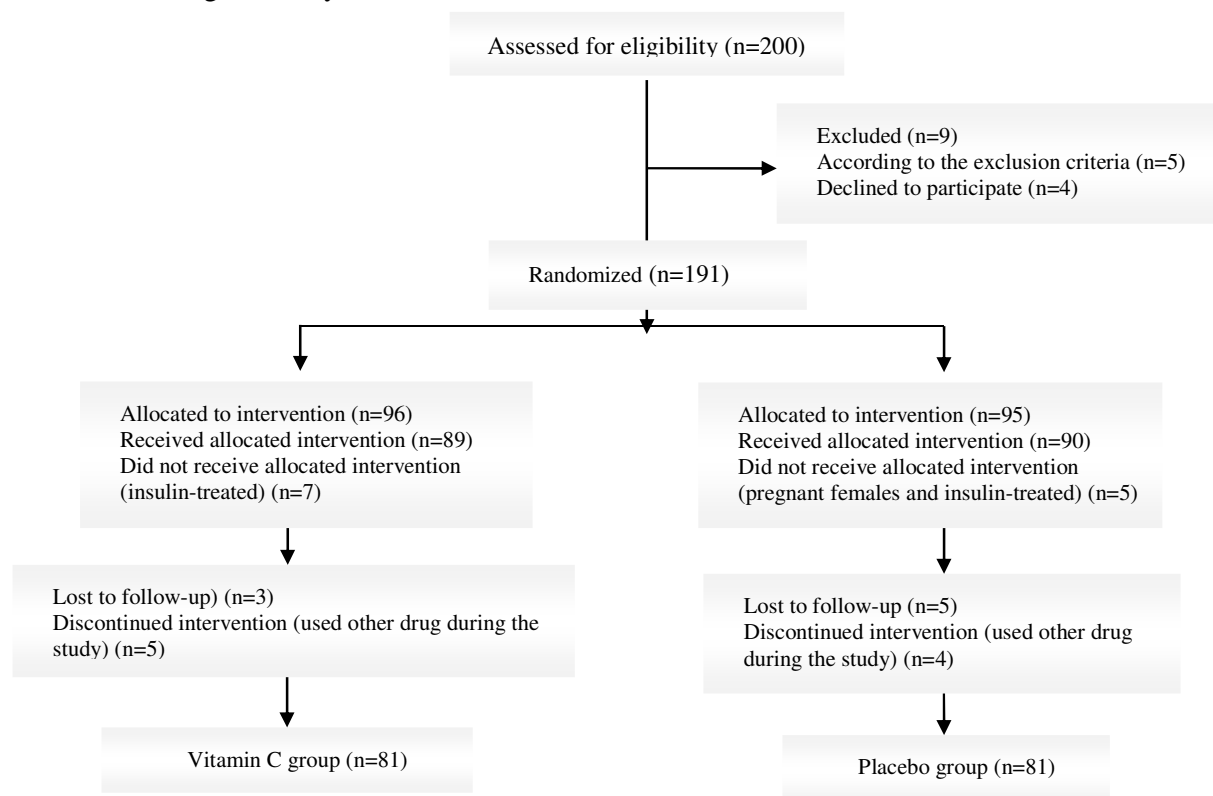 Assessed for eligibility (n=200)
Excluded (n=9)
According to the exclusion criteria (n=5)
Declined to participate (n=4)
Randomized (n=191)
Allocated to intervention (n=96)
Received allocated intervention (n=89)
Did not receive allocated intervention
(insulin-treated) (n=7)
Allocated to intervention (n=95)
Received allocated intervention (n=90)
Did not receive allocated intervention
(pregnant females and insulin-treated) (n=5)
Lost to follow-up) (n=3)
Discontinued intervention (used other drug during the
study) (n=5)
Lost to follow-up (n=5)
Discontinued intervention (used other drug
during the study) (n=4)
Vitamin C group (n=81)
Placebo group (n=81)